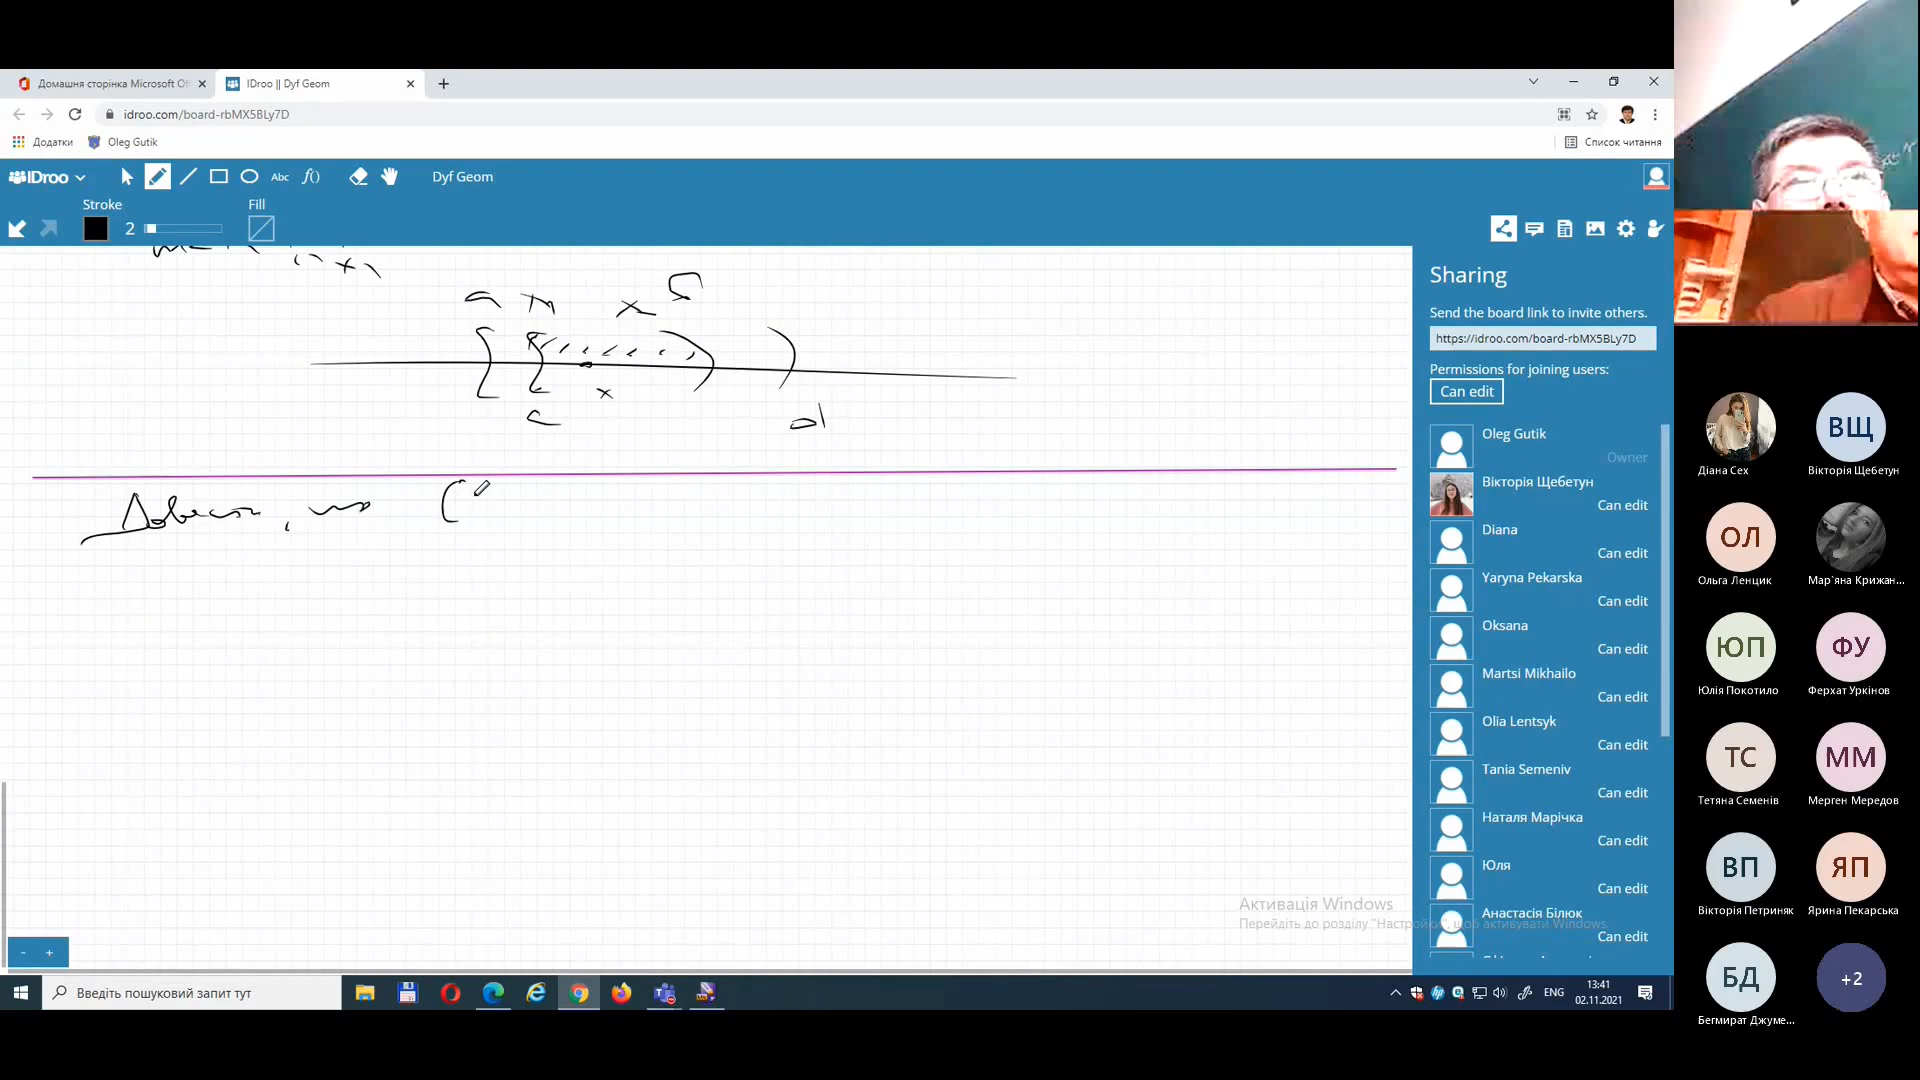 Домашня сторінка Microsoft Of
IDroo || Dyf Geom
idroo.com/board-rbMX5BLy7D
Додатки
Oleg Gutik
Список читання
IDroo
Abc
f()
Dyf Geom
Stroke
2
Fill
a
x
b
x
c
d
Довести, що (
Sharing
Send the board link to invite others.
https://idroo.com/board-rbMX5BLy7D
Permissions for joining users:
Can edit
Oleg Gutik
Owner
Вікторія Щебетун
Can edit
Diana
Can edit
Yaryna Pekarska
Can edit
Oksana
Can edit
Martsi Mikhailo
Can edit
Olia Lentsyk
Can edit
Tania Semeniv
Can edit
Наталя Марічка
Can edit
Юля
Can edit
Анастасія Білюк
Can edit
Активація Windows
Перейдіть до розділу "Настройки", щоб активувати Windows.
- +
Введіть пошуковий запит тут
ENG
13:41
02.11.2021
Діана Сех
ВЩ
Вікторія Щебетун
ОЛ
Ольга Ленцик
Мар`яна Крижан...
ЮП
Юлія Покотило
ФУ
Ферхат Уркінов
ТС
Тетяна Семенів
ММ
Мерген Мередов
ВП
Вікторія Петриняк
ЯП
Ярина Пекарська
БД
Бегмират Джуме...
+2